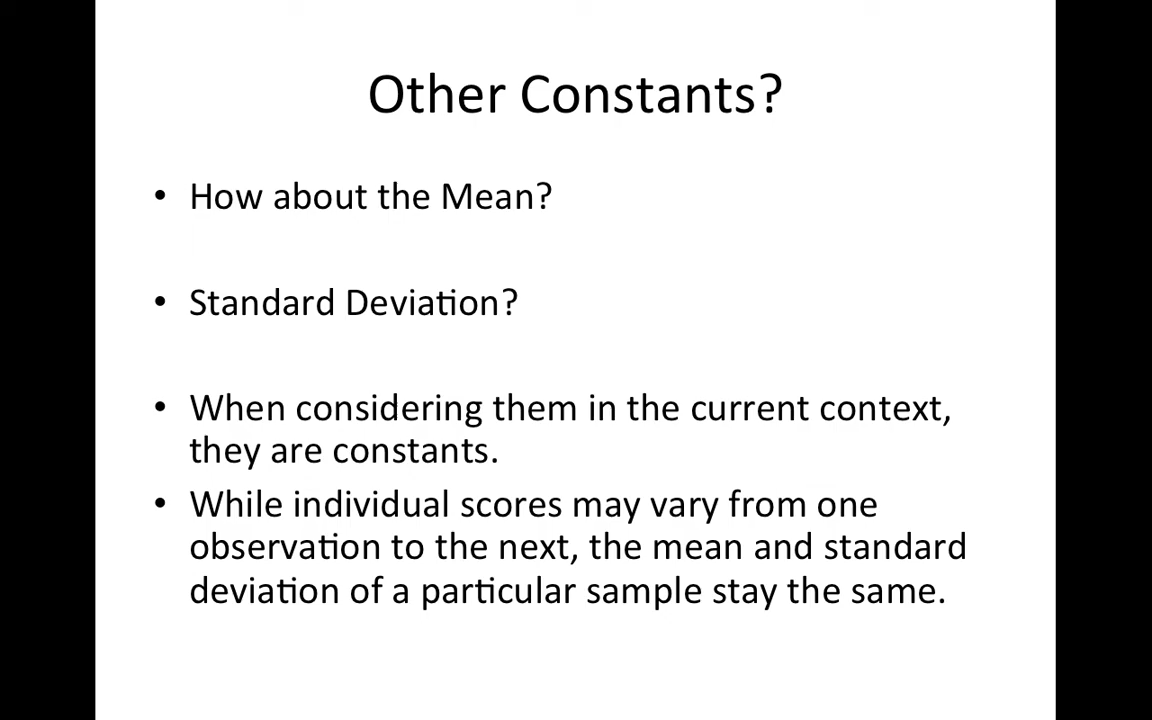 Other Constants?
• How about the Mean?
• Standard Deviation?
• When considering them in the current context,
they are constants.
• While individual scores may vary from one
observation to the next, the mean and standard
deviation of a particular sample stay the same.